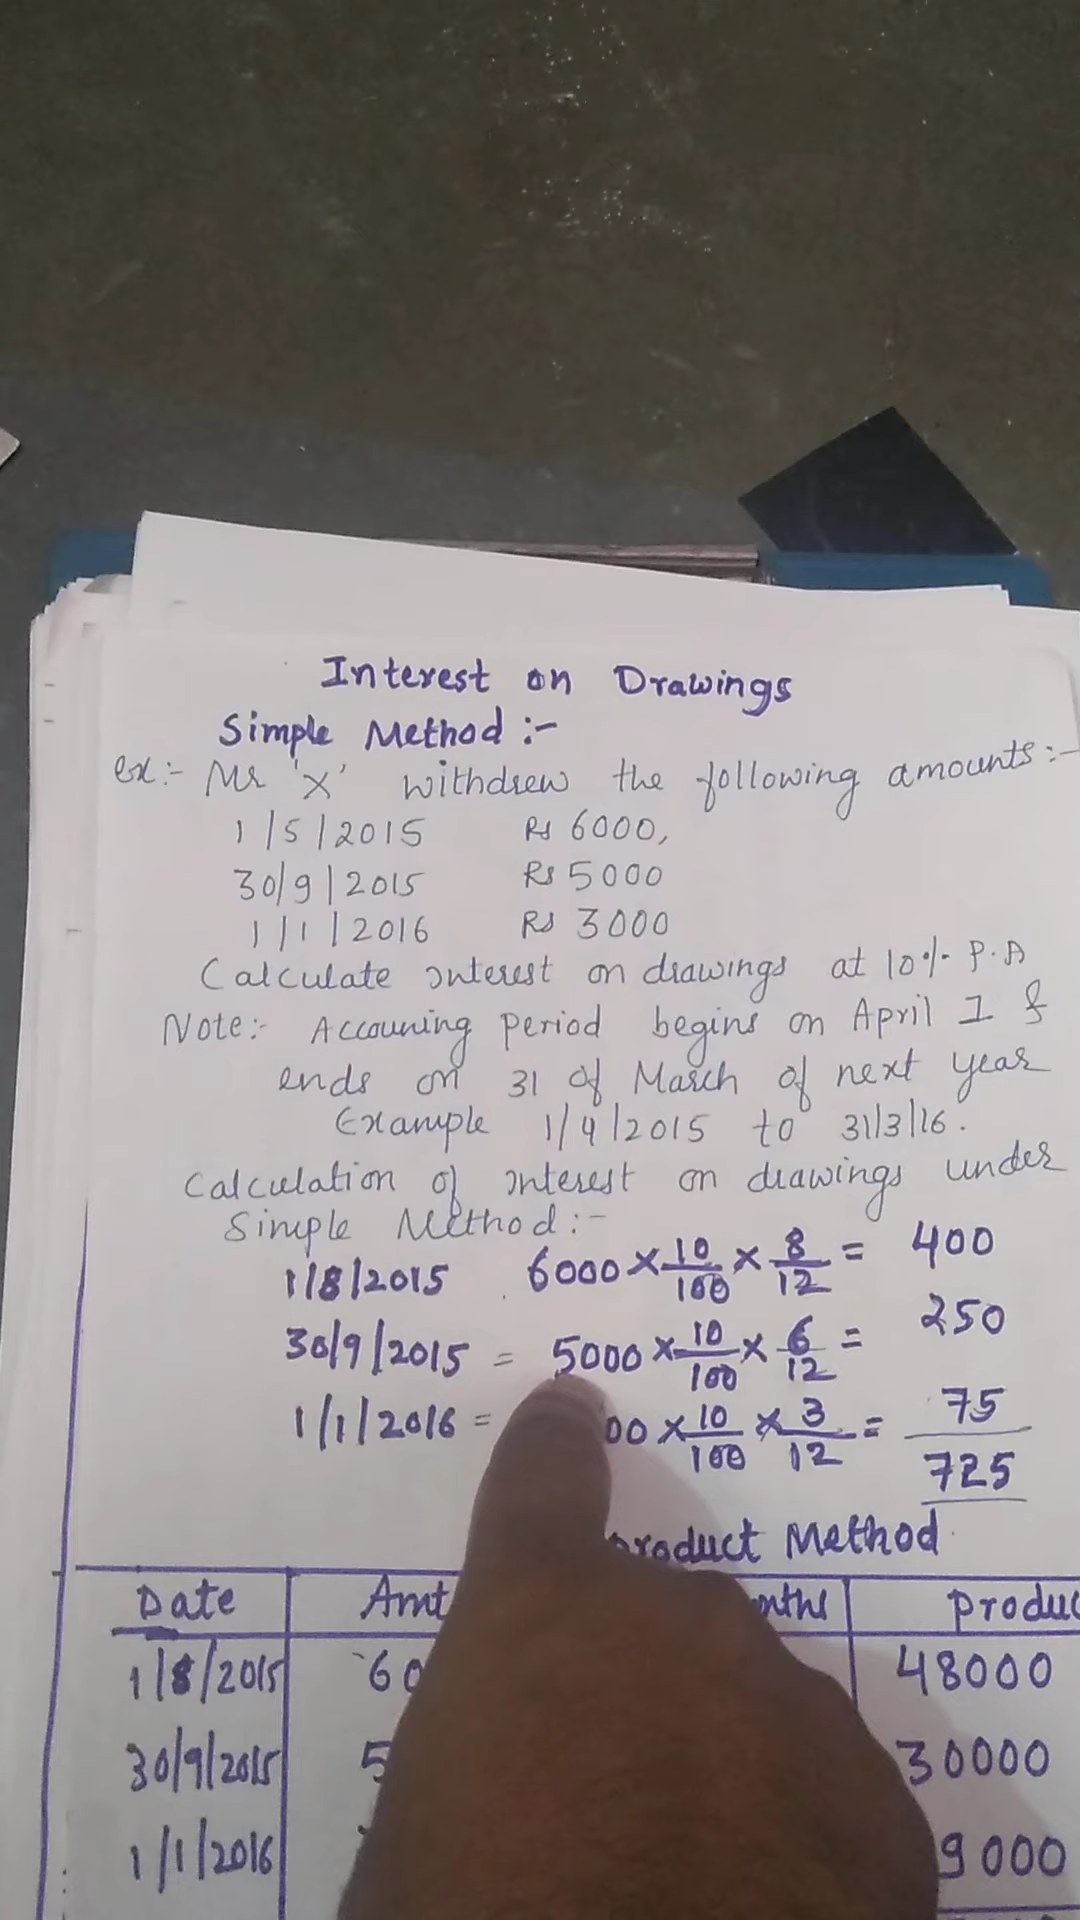 Interest on Drawings
Simple Method :-
ex:- Mr 'X' withdrew the following amounts:-
1/5/2015 Rs 6000,
30/9/2015 Rs 5000
1/1/2016 Rs 3000
Calculate interest on drawings at 10% P.A
Note:- Accouning period begins on April 1 &
ends on 31 of March of next year
Example 1/4/2015 to 31/3/16.
Calculation of interest on drawings under
Simple Method:-
1/8/2015 6000 × 10/100 × 8/12 = 400
30/9/2015 = 5000 × 10/100 × 6/12 = 250
1/1/2016 = 00 × 10/100 × 3/12 = 75
725
product Method
Date Amt nths Produc
1/8/2015 60 48000
30/9/2015 5 30000
1/1/2016 9000